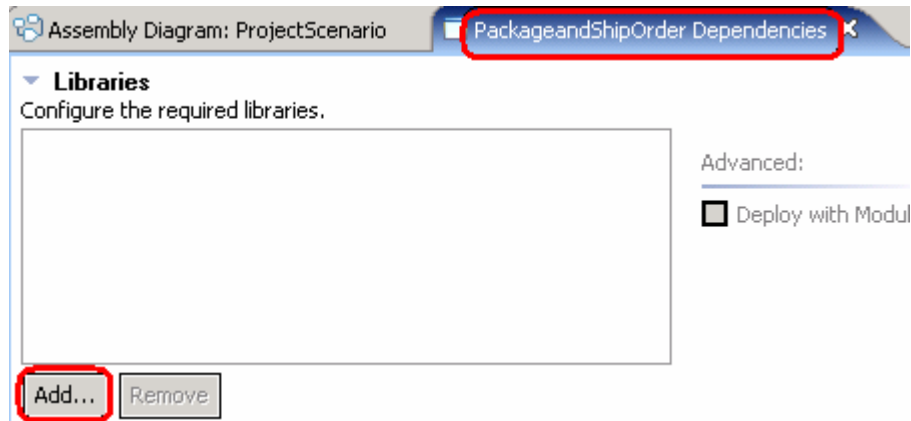 Assembly Diagram: ProjectScenario PackageandShipOrder Dependencies
Libraries
Configure the required libraries.
Advanced:
Deploy with Modul
Add... Remove